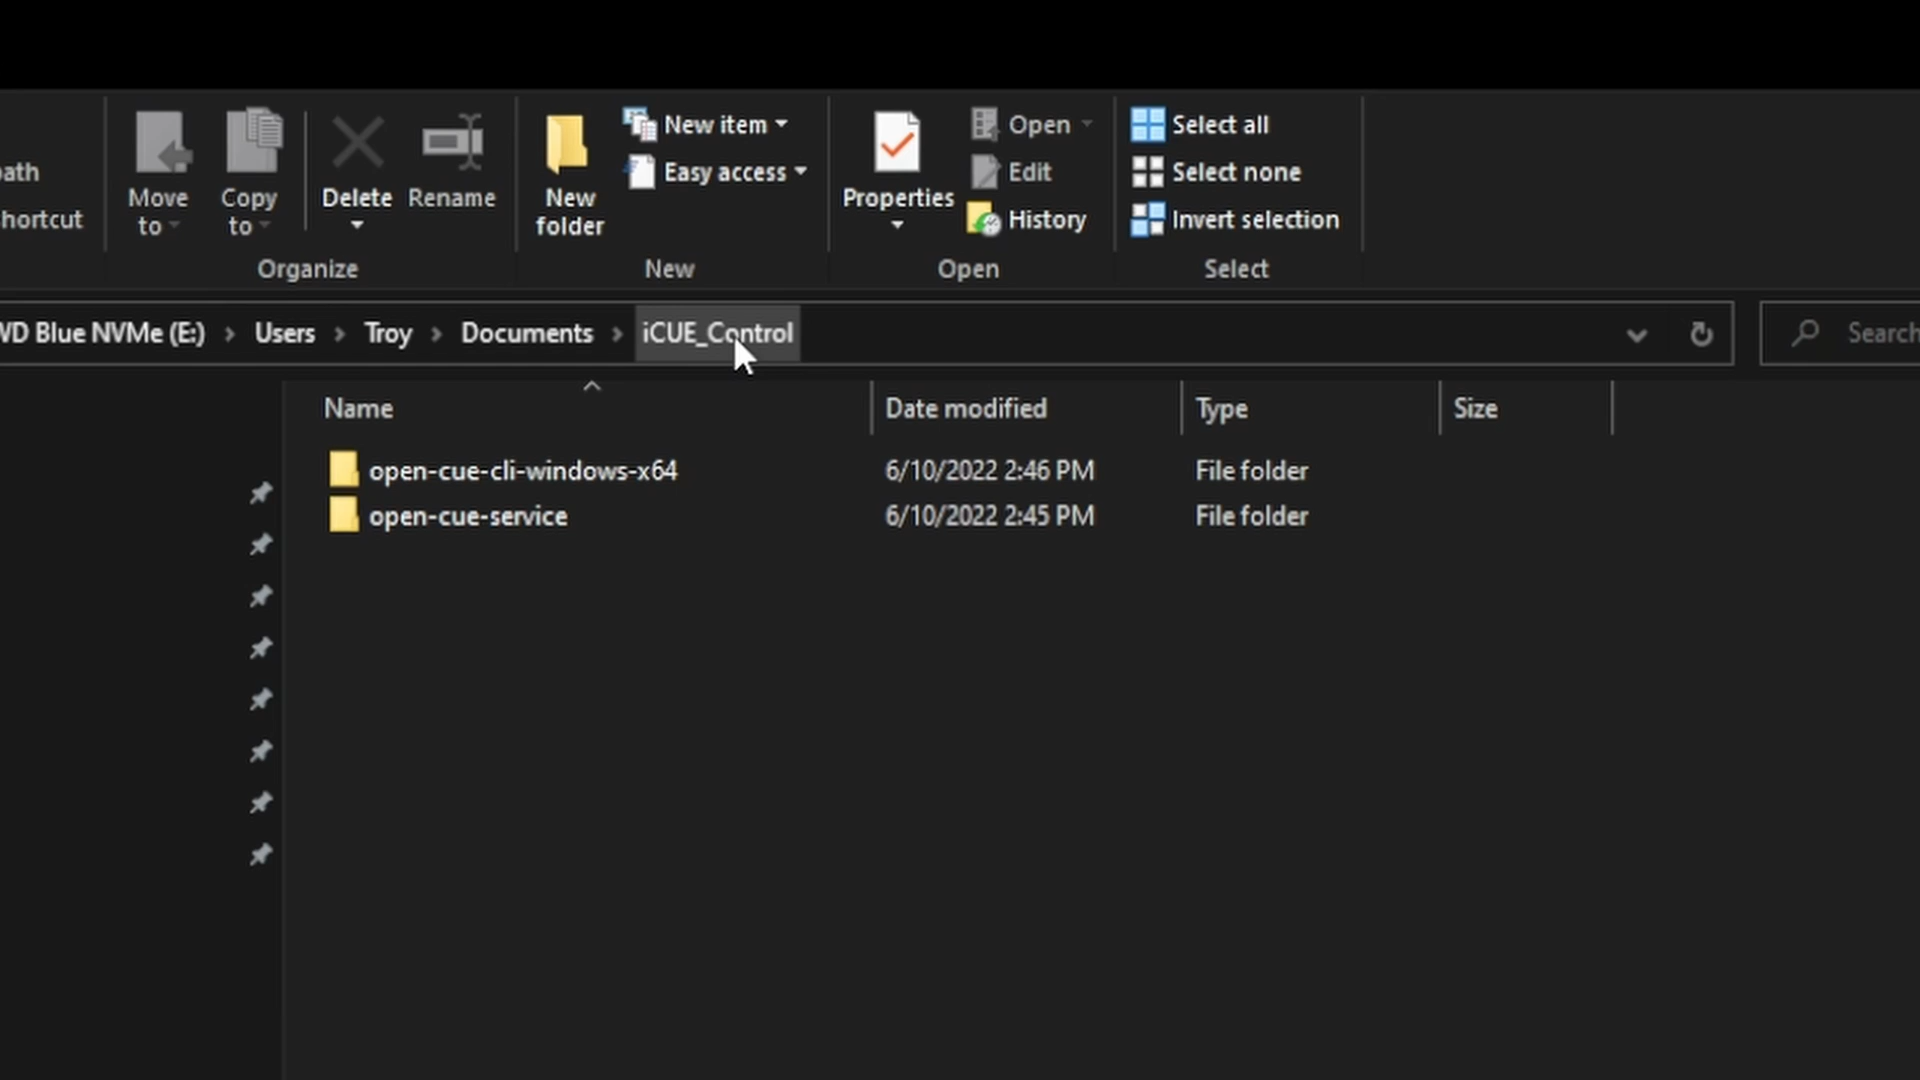 ath
hortcut
Move to
Copy to
Delete
Rename
Organize
New folder
New item
Easy access
New
Properties
Open
Edit
History
Open
Select all
Select none
Invert selection
Select
WD Blue NVMe (E:) > Users > Troy > Documents > iCUE_Control
Search
Name Date modified Type Size
open-cue-cli-windows-x64 6/10/2022 2:46 PM File folder
open-cue-service 6/10/2022 2:45 PM File folder